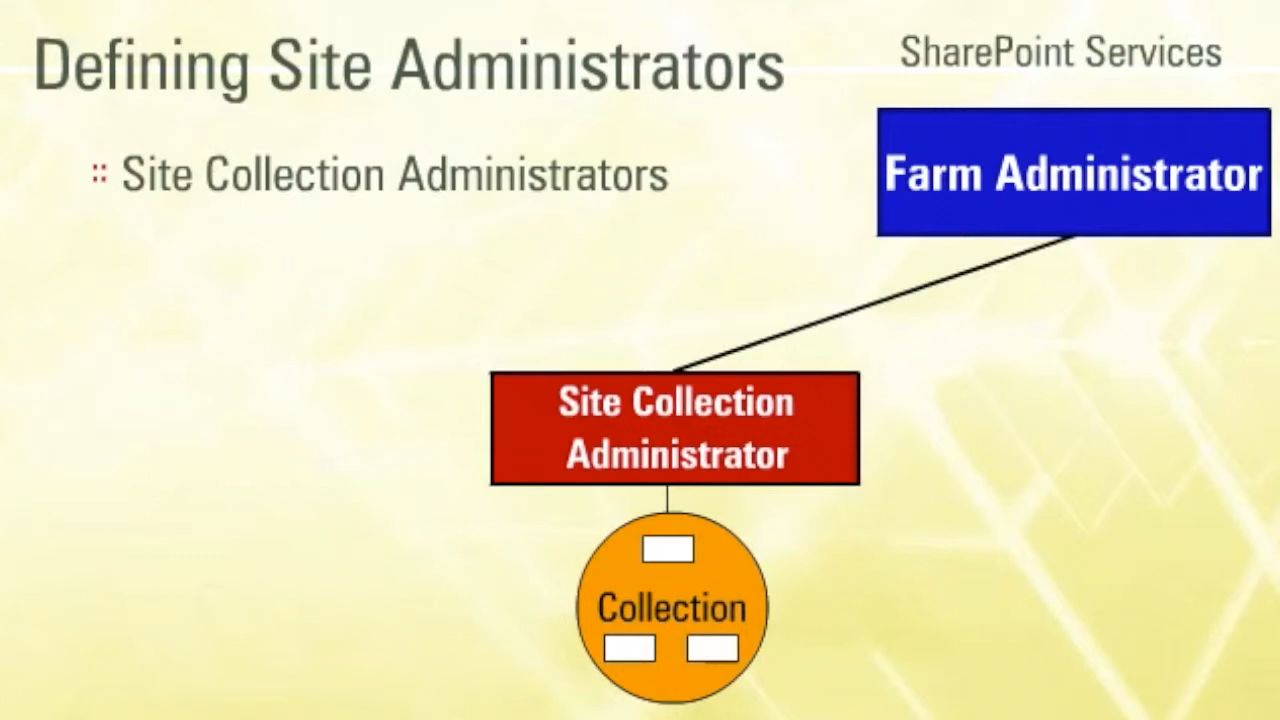 Defining Site Administrators
SharePoint Services
Site Collection Administrators
Farm Administrator
Site Collection
Administrator
Collection